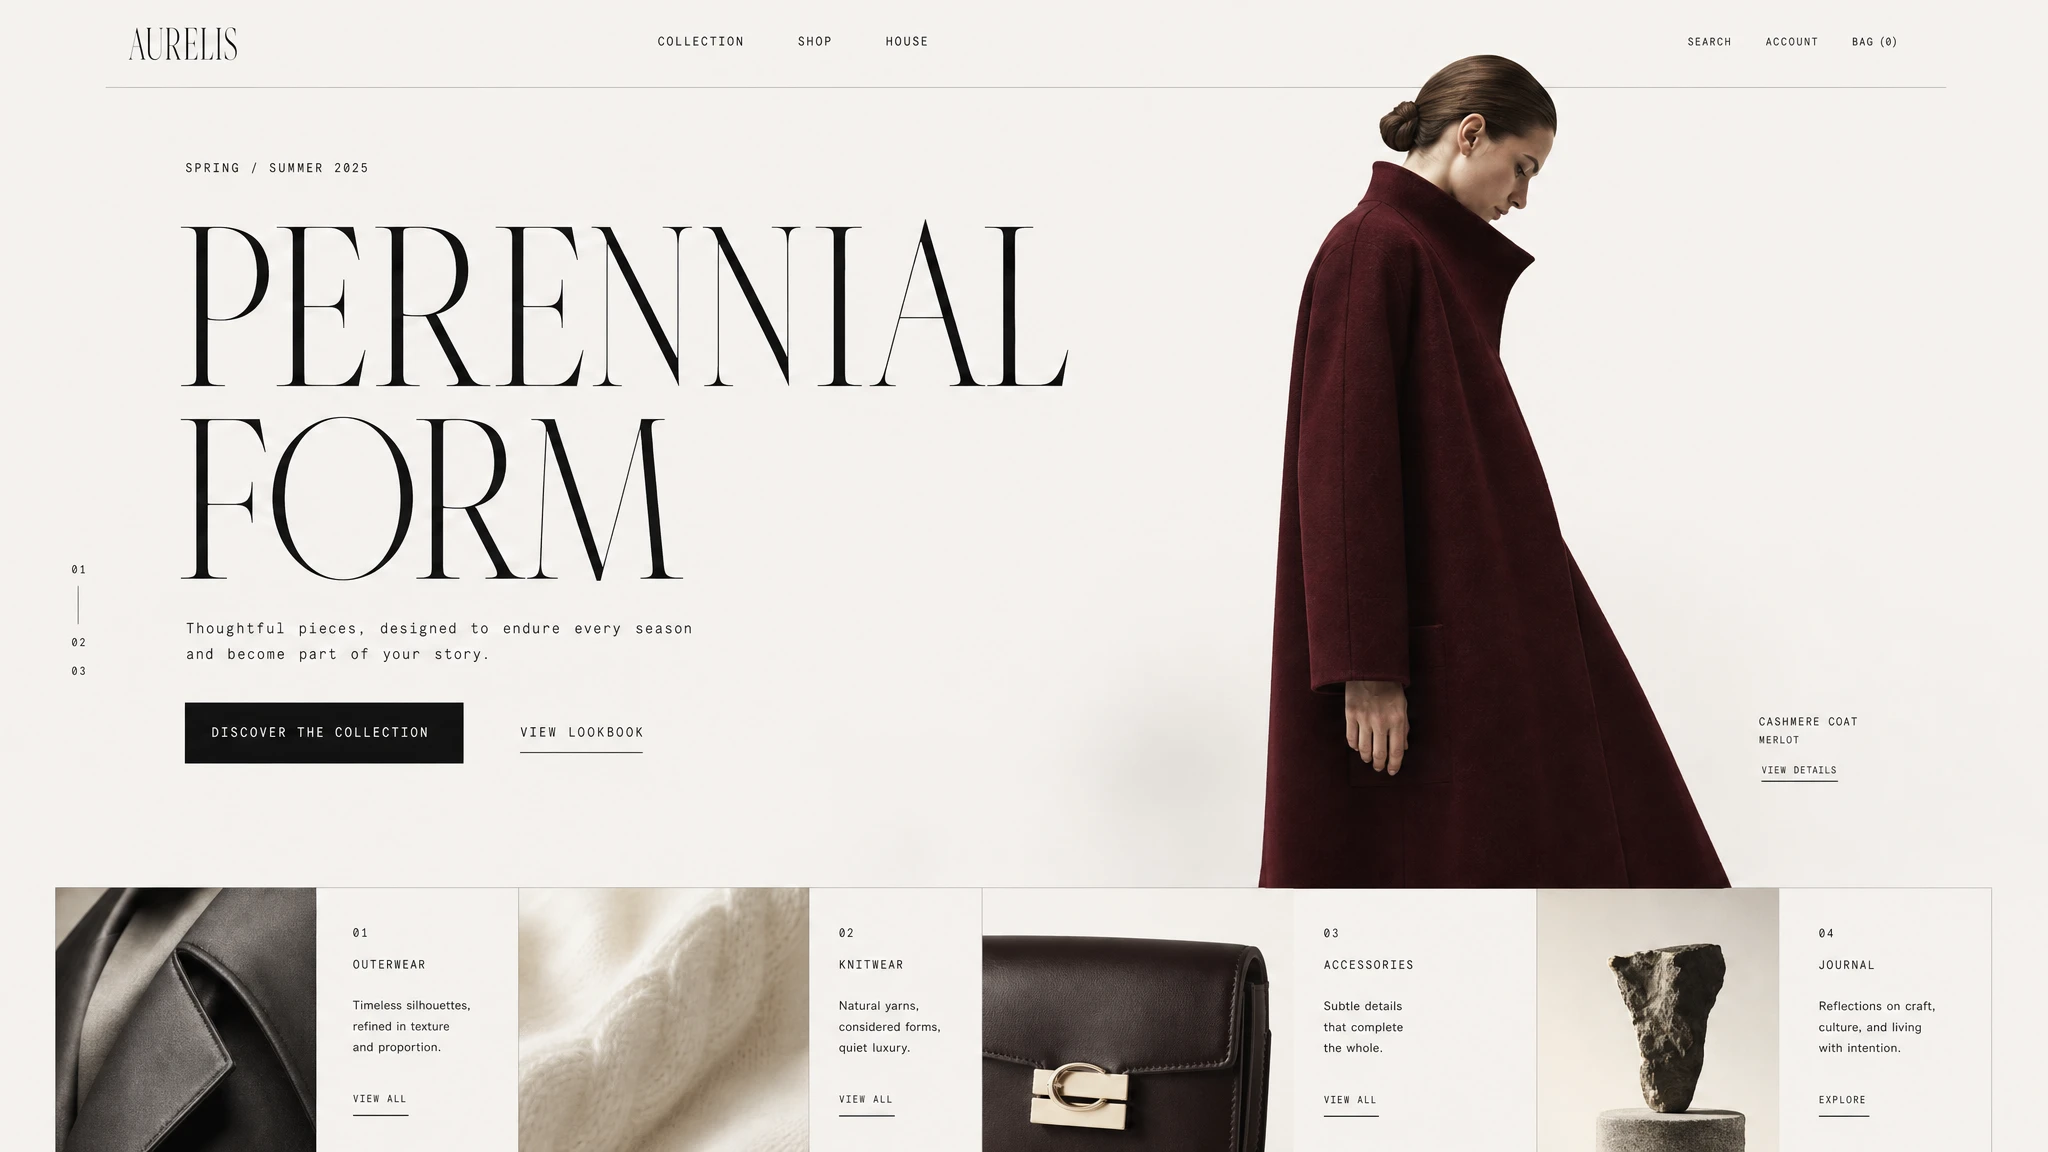 AURELIS
COLLECTION
SHOP
HOUSE
SEARCH
ACCOUNT
BAG (0)
SPRING / SUMMER 2025
PERENNIAL
FORM
01
02
03
Thoughtful pieces, designed to endure every season
and become part of your story.
DISCOVER THE COLLECTION
VIEW LOOKBOOK
CASHMERE COAT
MERLOT
VIEW DETAILS
01
OUTERWEAR
Timeless silhouettes,
refined in texture
and proportion.
VIEW ALL
02
KNITWEAR
Natural yarns,
considered forms,
quiet luxury.
VIEW ALL
03
ACCESSORIES
Subtle details
that complete
the whole.
VIEW ALL
04
JOURNAL
Reflections on craft,
culture, and living
with intention.
EXPLORE